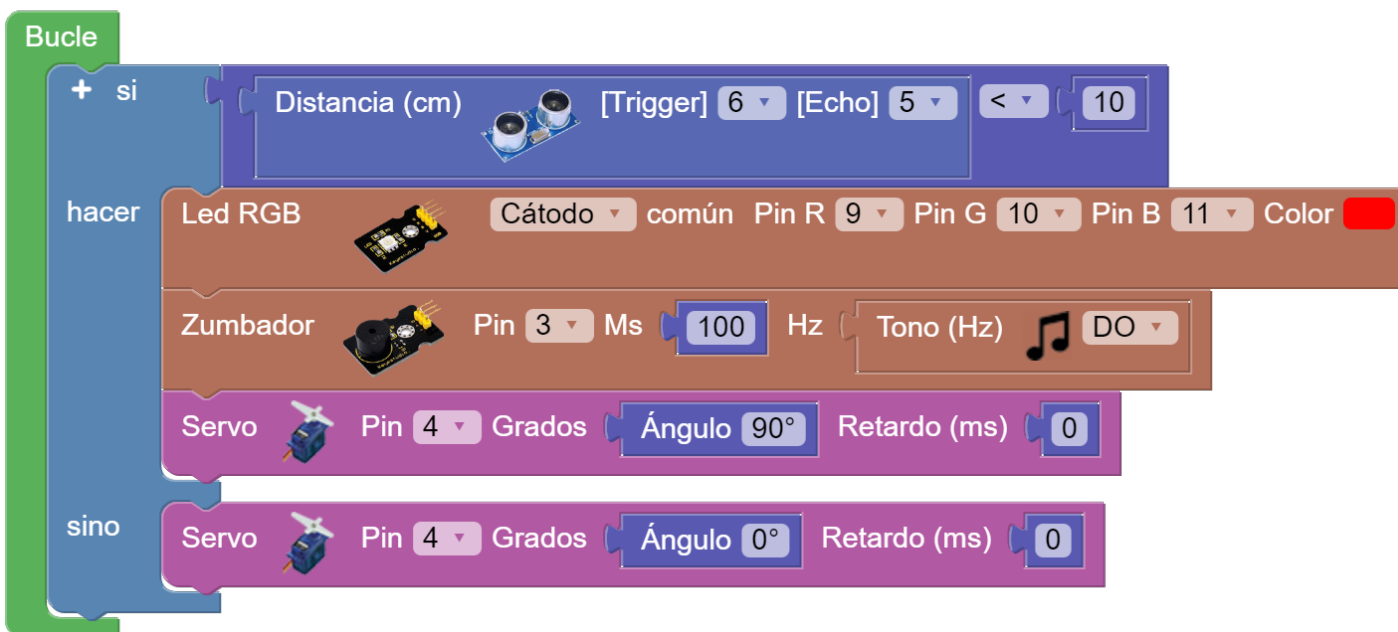 Bucle
+ si Distancia (cm) [Trigger] 6 [Echo] 5 < 10
hacer Led RGB Cátodo común Pin R 9 Pin G 10 Pin B 11 Color
Zumbador Pin 3 Ms 100 Hz Tono (Hz) DO
Servo Pin 4 Grados Ángulo 90° Retardo (ms) 0
sino Servo Pin 4 Grados Ángulo 0° Retardo (ms) 0